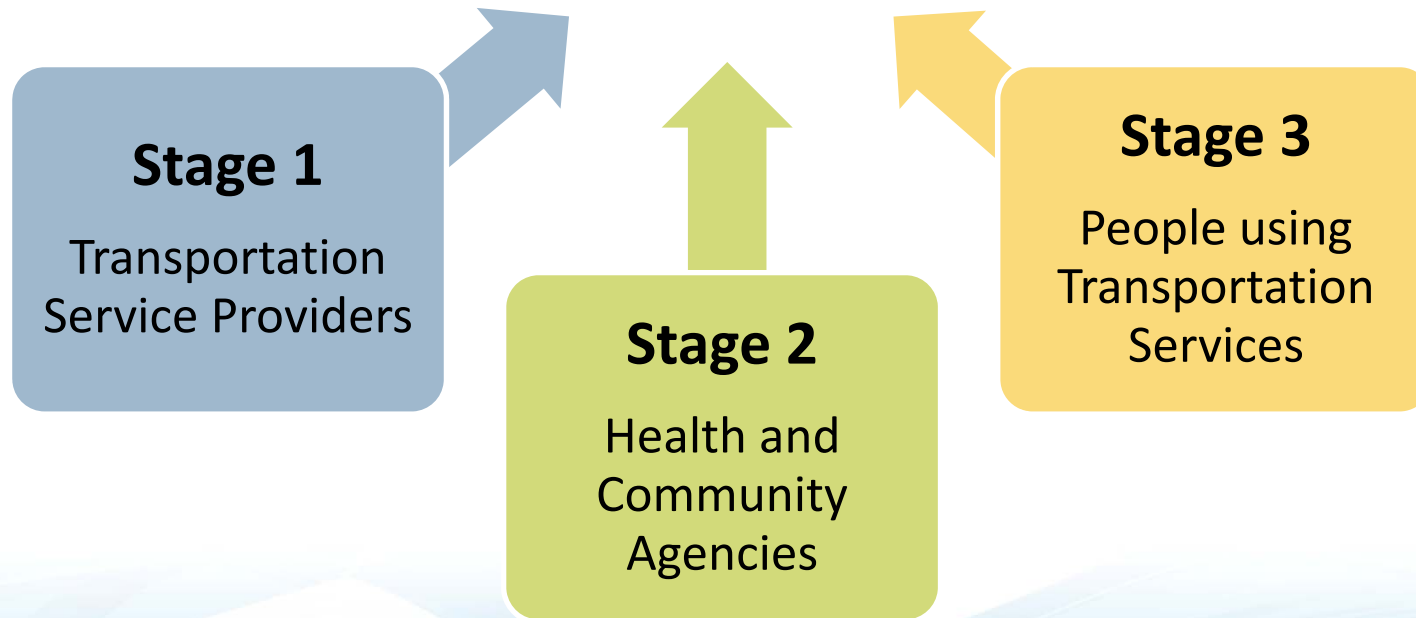 Stage 1
Transportation
Service Providers
Stage 2
Health and
Community
Agencies
Stage 3
People using
Transportation
Services